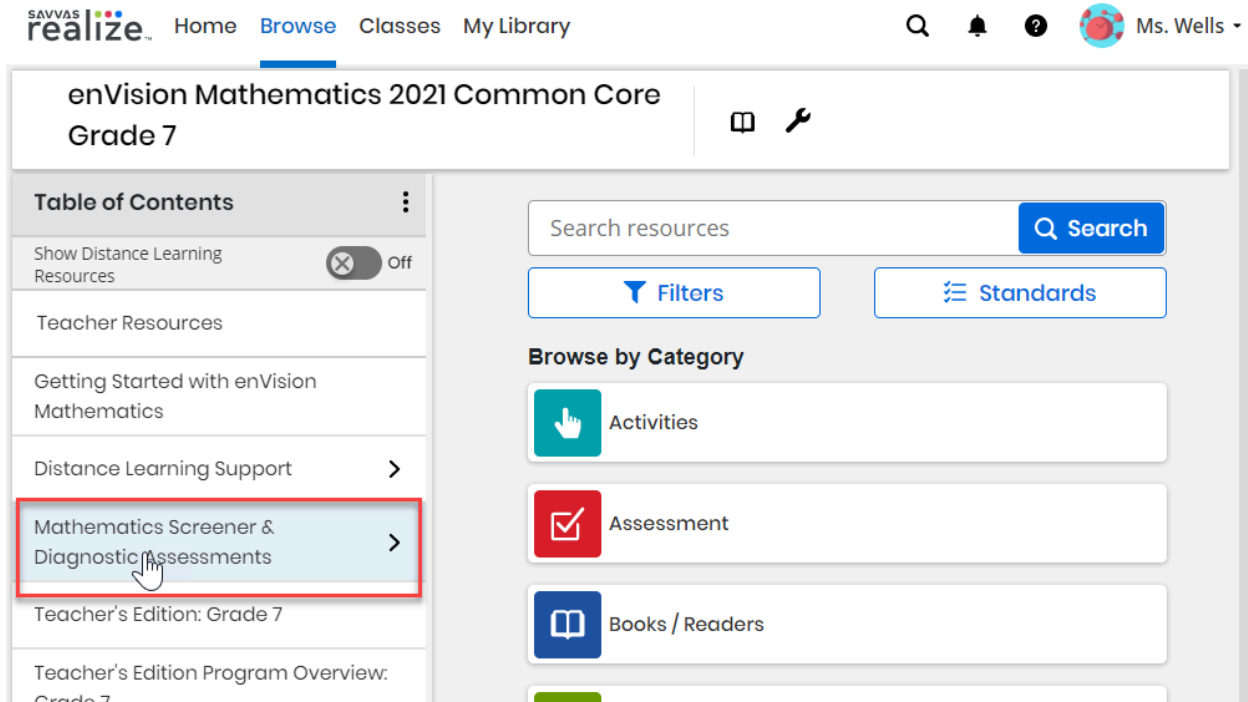 SAVVAS
realize™ Home Browse Classes My Library Ms. Wells
enVision Mathematics 2021 Common Core
Grade 7
Table of Contents
Show Distance Learning
Resources
Off
Teacher Resources
Getting Started with enVision
Mathematics
Distance Learning Support
Mathematics Screener &
Diagnostic Assessments
Teacher's Edition: Grade 7
Teacher's Edition Program Overview:
Grade 7
Search resources
Search
Filters
Standards
Browse by Category
Activities
Assessment
Books / Readers